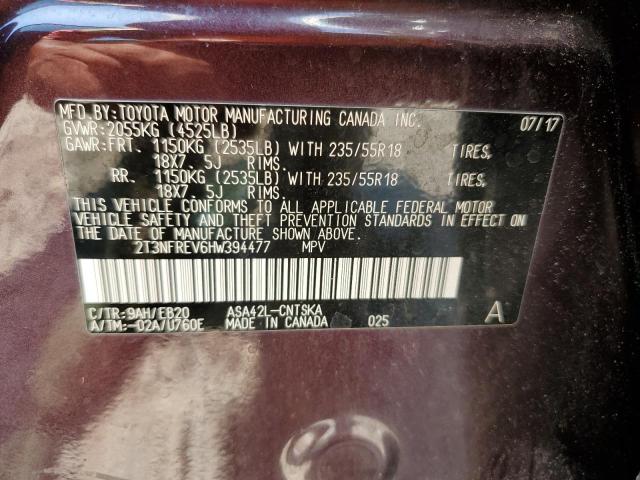 MFD.BY:TOYOTA MOTOR MANUFACTURING CANADA INC. 07/17
GVWR:2055KG (4525LB)
GAWR:FRT. 1150KG (2535LB) WITH 235/55R18 TIRES,
18X7. 5J RIMS.
RR. 1150KG (2535LB) WITH 235/55R18 TIRES,
18X7. 5J RIMS.
THIS VEHICLE CONFORMS TO ALL APPLICABLE FEDERAL MOTOR
VEHICLE SAFETY AND THEFT PREVENTION STANDARDS IN EFFECT ON
THE DATE OF MANUFACTURE SHOWN ABOVE.
2T3NFREV6HW394477 MPV
C/TR:9AH/EB20 ASA42L-CNTSKA
A/TM:-02A/U760E MADE IN CANADA 025 A